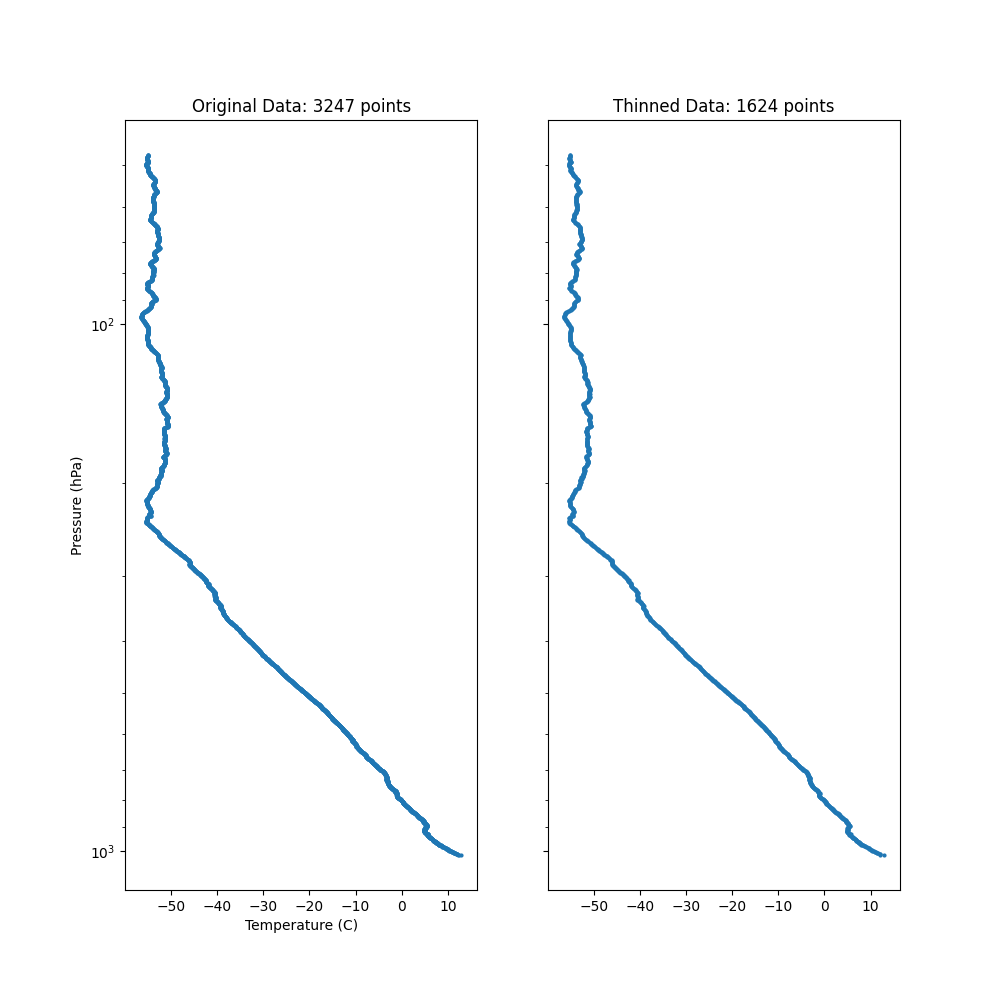 Original Data: 3247 points
Thinned Data: 1624 points
Pressure (hPa)
10²
10³
−50 −40 −30 −20 −10 0 10
Temperature (C)
−50 −40 −30 −20 −10 0 10